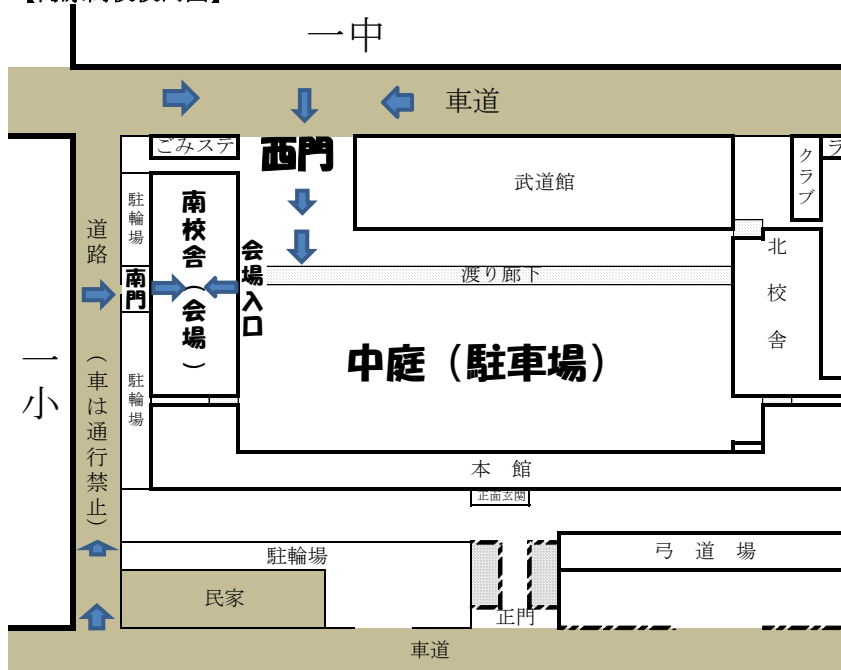 一中
車道
ごみステ
西門
武道館
クラブ
ラ
駐輪場
南校舎（会場）
会場入口
道路（車は通行禁止）
南門
渡り廊下
北校舎
中庭（駐車場）
一小
駐輪場
本館
正面玄関
駐輪場
弓道場
民家
正門
車道